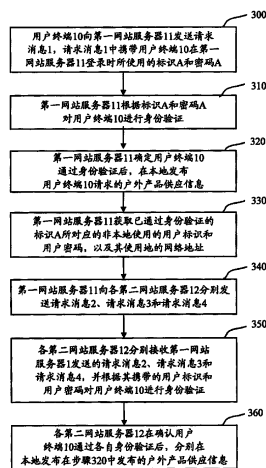 300
用户终端10向第一网站服务器11发送请求
消息1，请求消息1中携带用户终端10在第
一网站服务器11登录时所使用的标识A和密码A
310
第一网站服务器11根据标识A和密码A
对用户终端10进行身份验证
320
第一网站服务器11确定用户终端10
通过身份验证后，在本地发布
用户终端10请求的户外产品供应信息
330
第一网站服务器11获取已通过身份验证的
标识A所对应的非本地使用的用户标识
和用户密码，以及其使用地的网络地址
340
第一网站服务器11向各第二网站服务器12分别发
送请求消息2、请求消息3和请求消息4
350
各第二网站服务器12分别接收第一网站
服务器1发送的请求消息2、请求消息3和
请求消息4，并根据其携带的用户标识和
用户密码对用户终端10进行身份验证
360
各第二网站服务器12在确认用户
终端10通过各自身份验证后，分别在
本地发布在步骤320中发布的户外产品供应信息